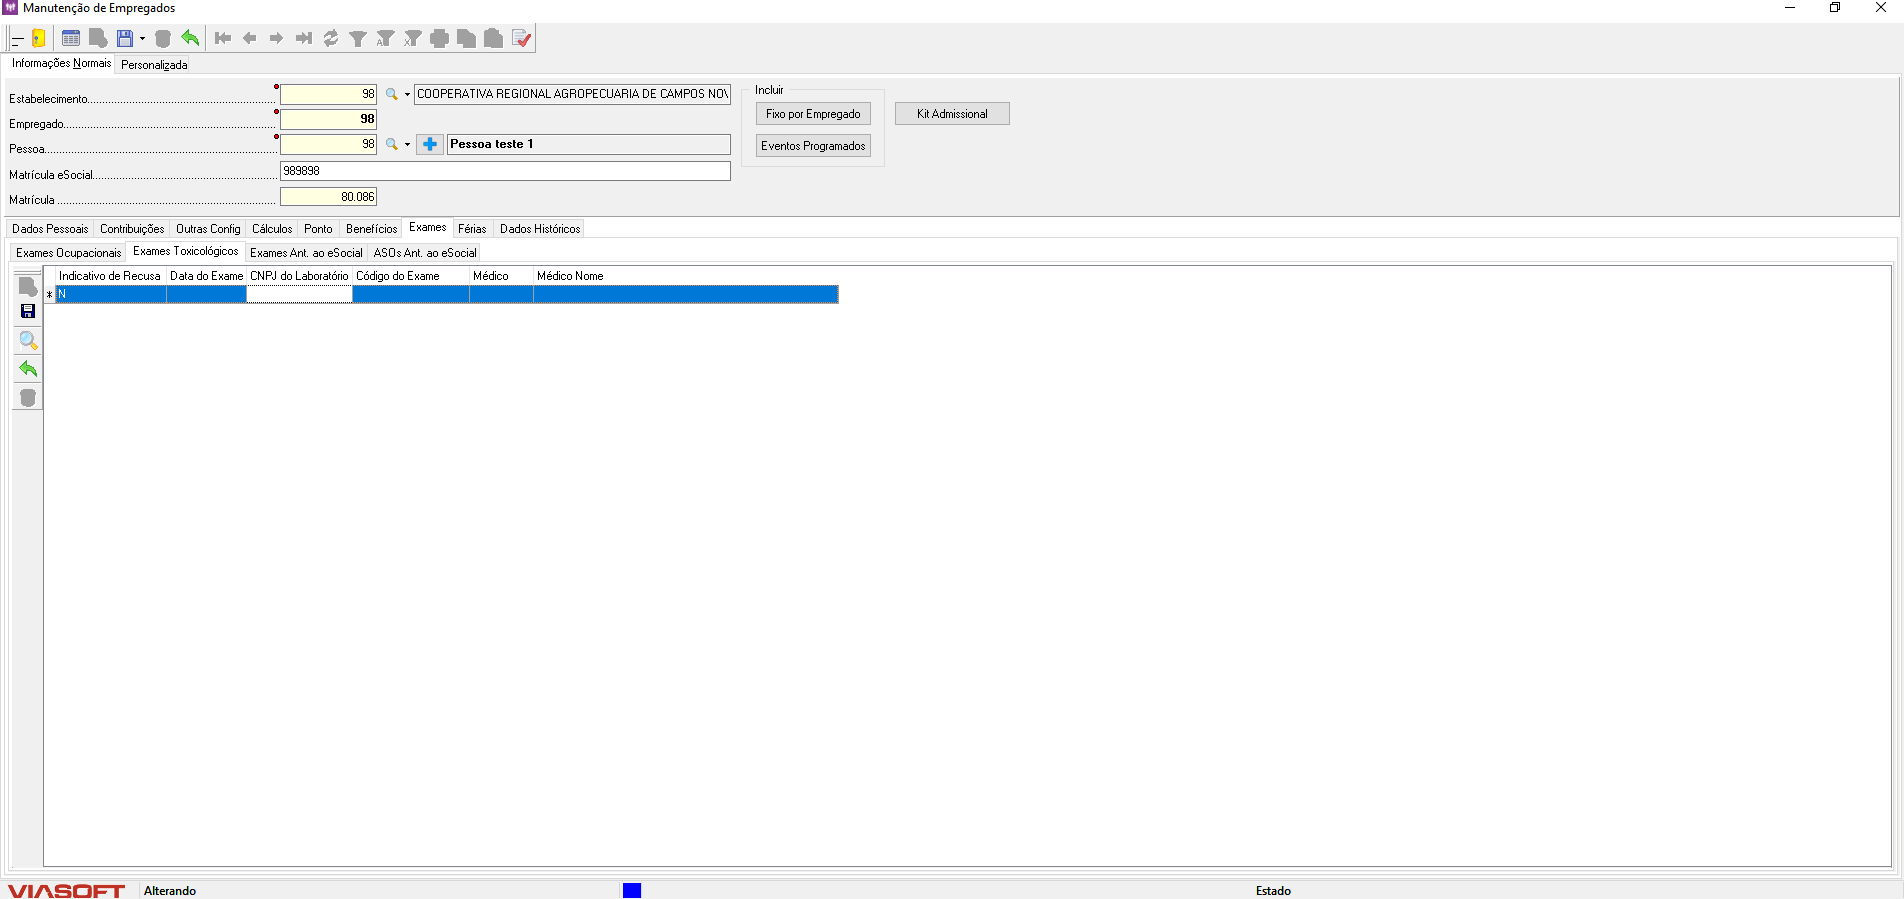 Manutenção de Empregados
Informações Normais Personalizada
Estabelecimento 98 COOPERATIVA REGIONAL AGROPECUARIA DE CAMPOS NOV
Empregado 98
Pessoa 98 Pessoa teste 1
Matrícula eSocial 989898
Matrícula 80.086
Incluir
Fixo por Empregado Kit Admissional
Eventos Programados
Dados Pessoais Contribuições Outras Config Cálculos Ponto Benefícios Exames Férias Dados Históricos
Exames Ocupacionais Exames Toxicológicos Exames Ant. ao eSocial ASOs Ant. ao eSocial
Indicativo de Recusa Data do Exame CNPJ do Laboratório Código do Exame Médico Médico Nome
* N
VIASOFT Alterando Estado